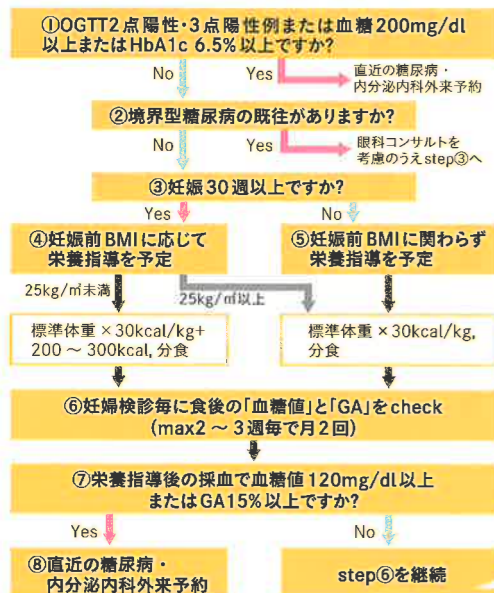 ①OGTT2点陽性・3点陽性例または血糖200mg/dl
以上またはHbA1c 6.5%以上ですか?
No
Yes
直近の糖尿病・
内分泌内科外来予約
②境界型糖尿病の既往がありますか?
No
Yes
眼科コンサルトを
考慮のうえstep③へ
③妊娠30週以上ですか?
Yes
No
④妊娠前BMIに応じて
栄養指導を予定
⑤妊娠前BMIに関わらず
栄養指導を予定
25kg/㎡未満
25kg/㎡以上
標準体重×30kcal/kg+
200～300kcal, 分食
標準体重×30kcal/kg,
分食
⑥妊婦検診毎に食後の「血糖値」と「GA」をcheck
(max2～3週毎で月2回)
⑦栄養指導後の採血で血糖値120mg/dl以上
またはGA15%以上ですか?
Yes
No
⑧直近の糖尿病・
内分泌内科外来予約
step⑥を継続